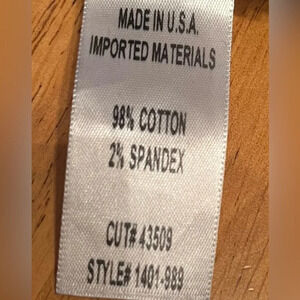 MADE IN U.S.A.
IMPORTED MATERIALS
98% COTTON
2% SPANDEX
CUT# 43509
STYLE# 1401-989